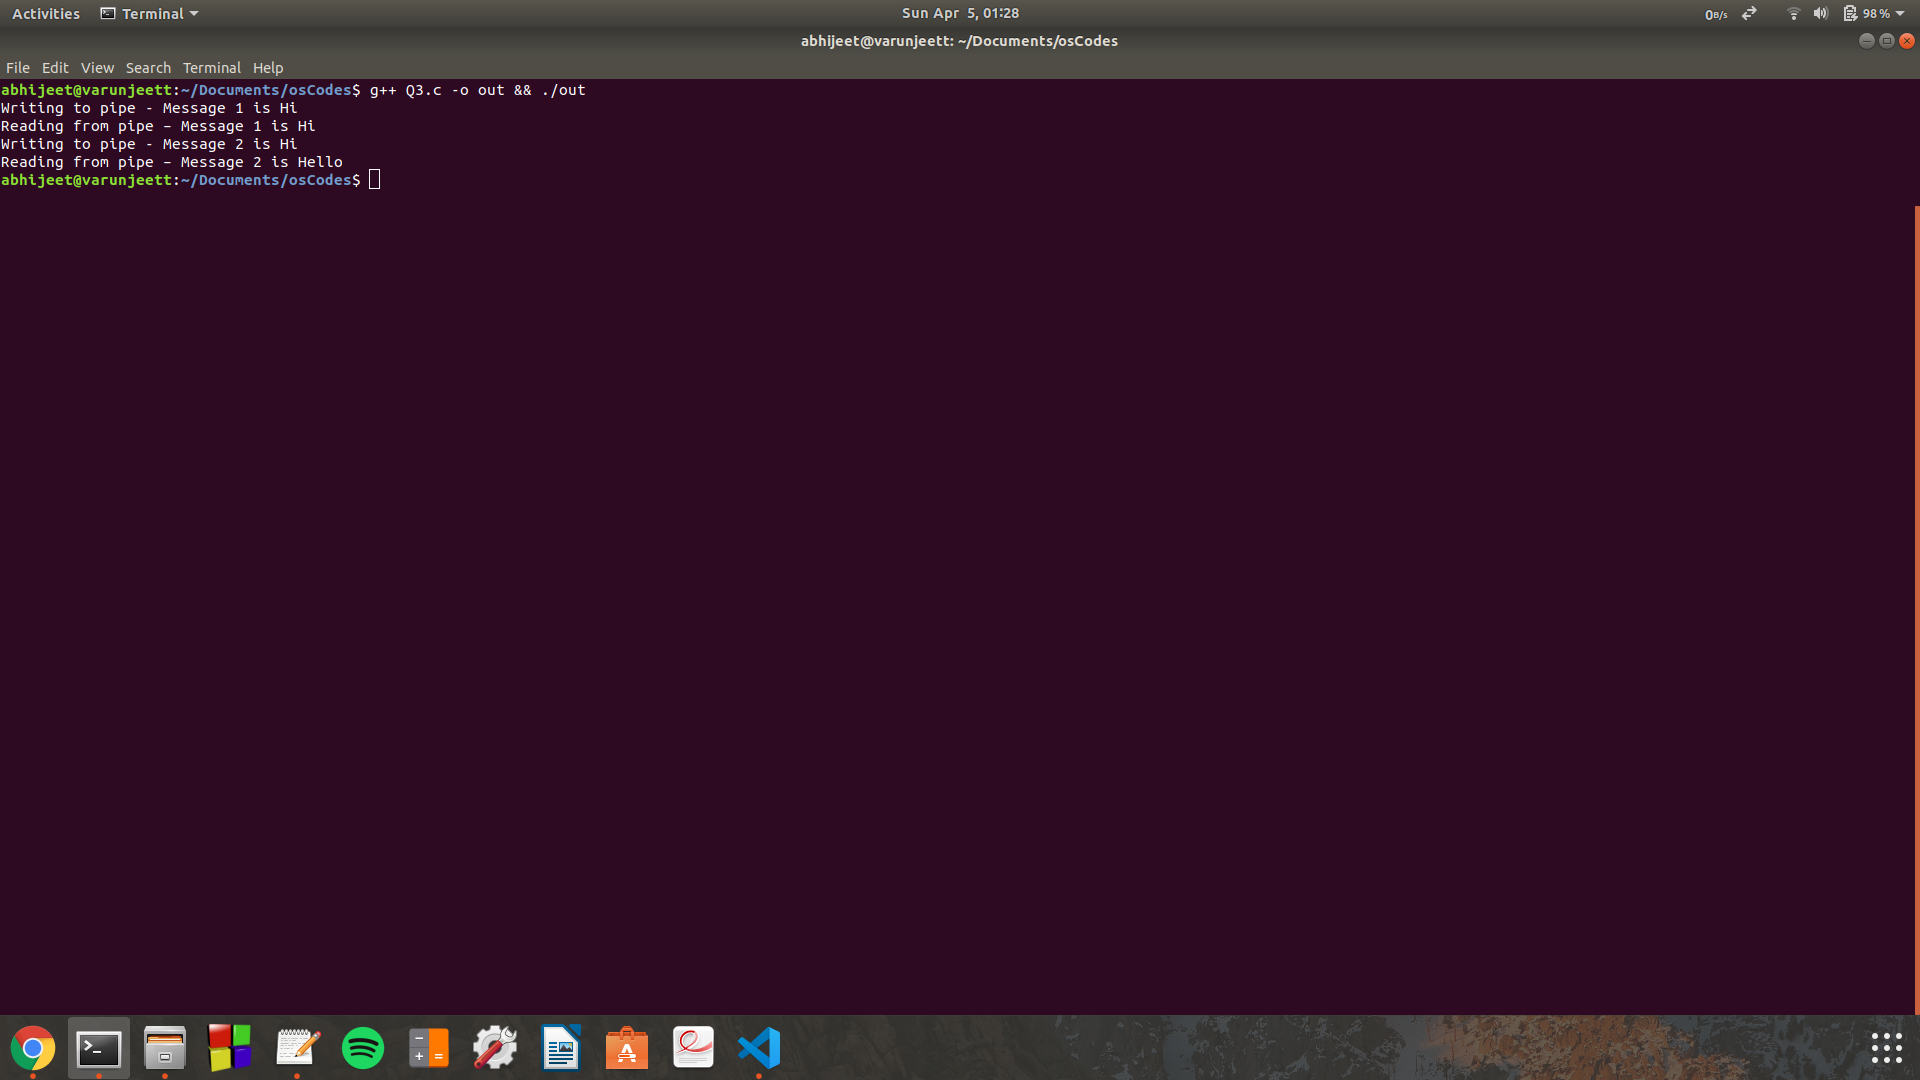 Activities Terminal Sun Apr 5, 01:28 0B/s 98%
abhijeet@varunjeett: ~/Documents/osCodes
File Edit View Search Terminal Help
abhijeet@varunjeett:~/Documents/osCodes$ g++ Q3.c -o out && ./out
Writing to pipe - Message 1 is Hi
Reading from pipe – Message 1 is Hi
Writing to pipe - Message 2 is Hi
Reading from pipe – Message 2 is Hello
abhijeet@varunjeett:~/Documents/osCodes$